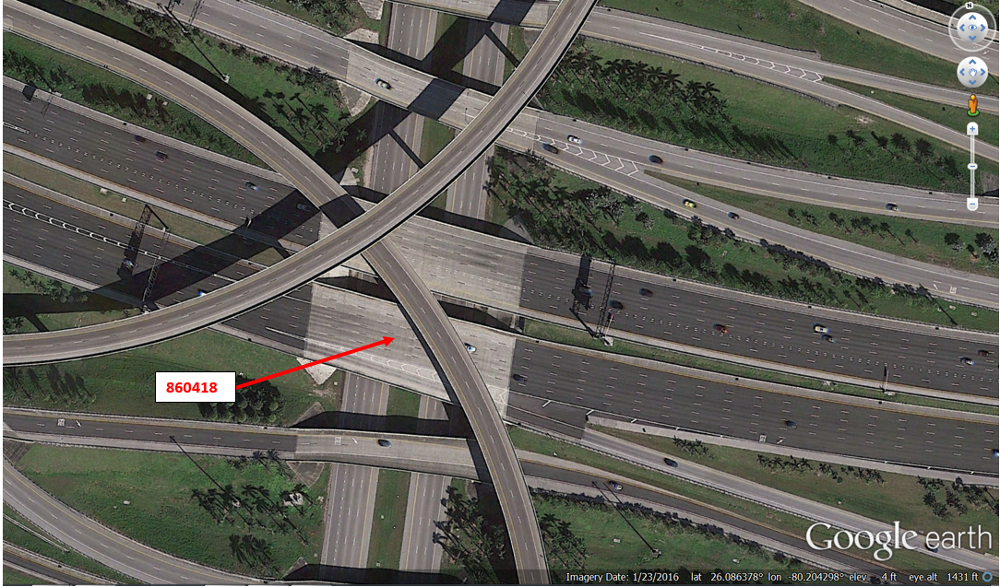 N
860418
Google earth
Imagery Date: 1/23/2016 lat 26.086378° lon -80.204298° elev 4 ft eye alt 1431 ft